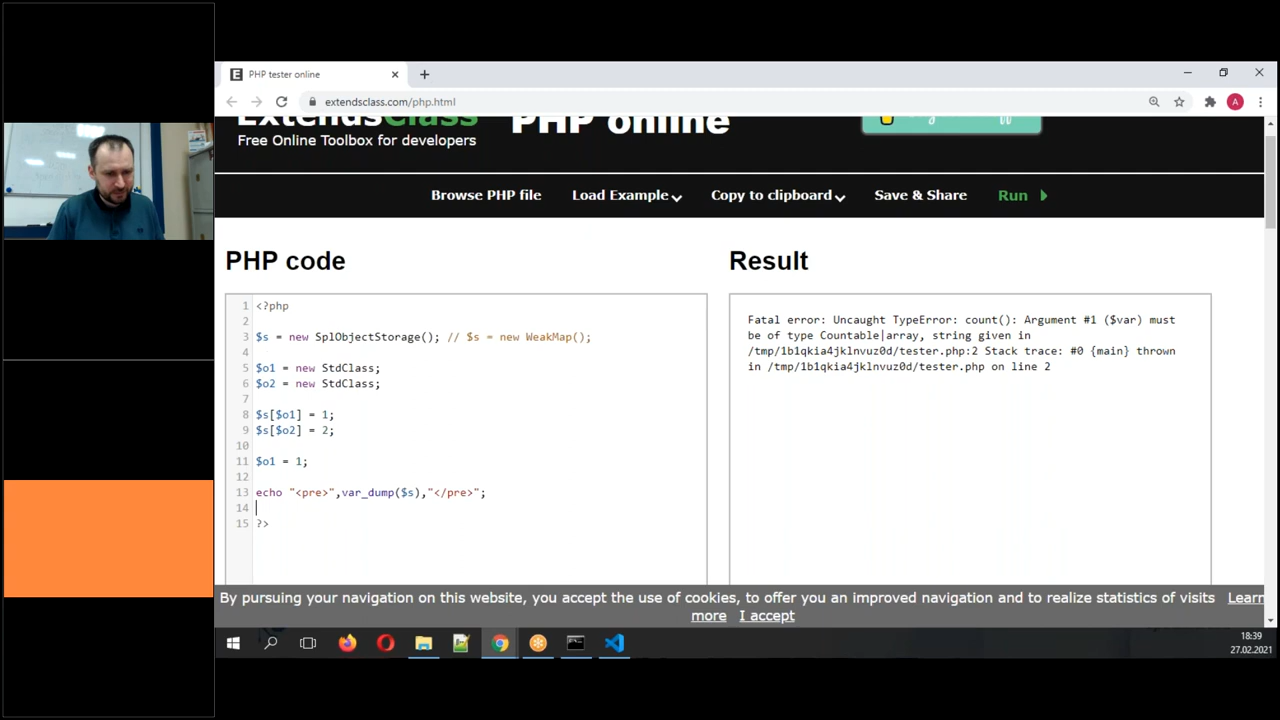 PHP tester online
extendsclass.com/php.html
A
ExtendsClass
PHP online
Free Online Toolbox for developers
Browse PHP file
Load Example
Copy to clipboard
Save & Share
Run
PHP code
Result
1 <?php
2
3 $s = new SplObjectStorage(); // $s = new WeakMap();
4
5 $o1 = new StdClass;
6 $o2 = new StdClass;
7
8 $s[$o1] = 1;
9 $s[$o2] = 2;
10
11 $o1 = 1;
12
13 echo "<pre>",var_dump($s),"</pre>";
14
15 ?>
Fatal error: Uncaught TypeError: count(): Argument #1 ($var) must
be of type Countable|array, string given in
/tmp/1b1qkia4jklnvuz0d/tester.php:2 Stack trace: #0 {main} thrown
in /tmp/1b1qkia4jklnvuz0d/tester.php on line 2
By pursuing your navigation on this website, you accept the use of cookies, to offer you an improved navigation and to realize statistics of visits Learn
more I accept
18:39
27.02.2021